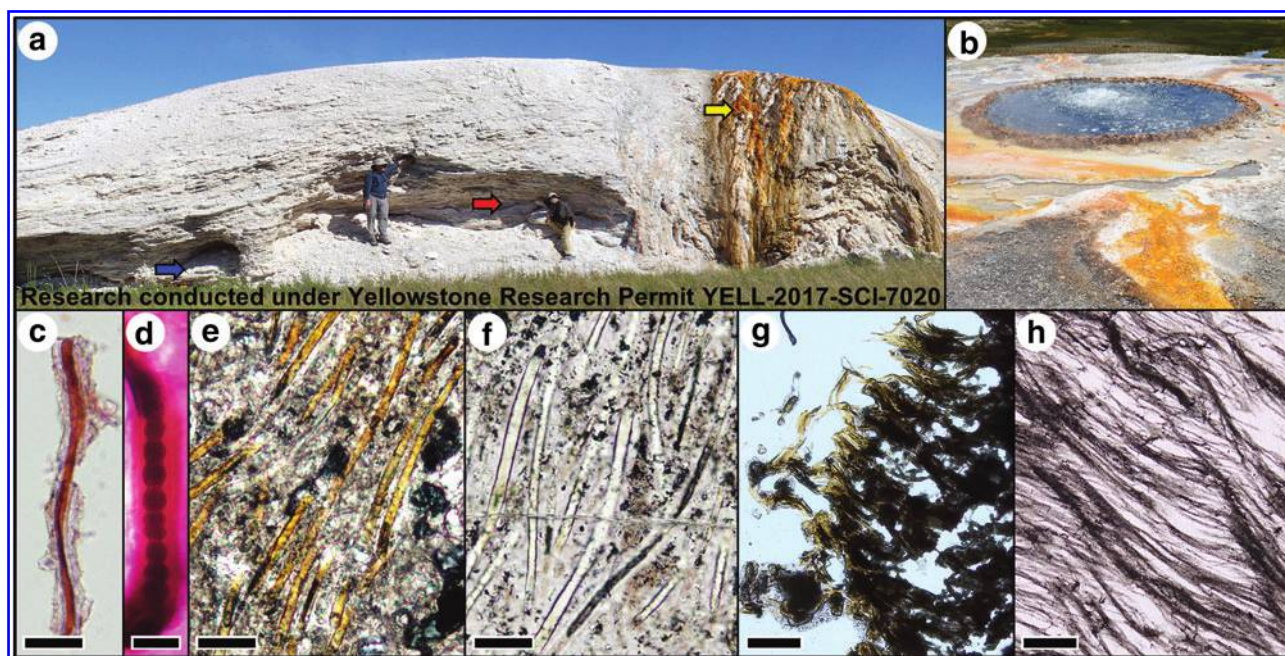 a
b
Research conducted under Yellowstone Research Permit YELL-2017-SCI-7020
c
d
e
f
g
h